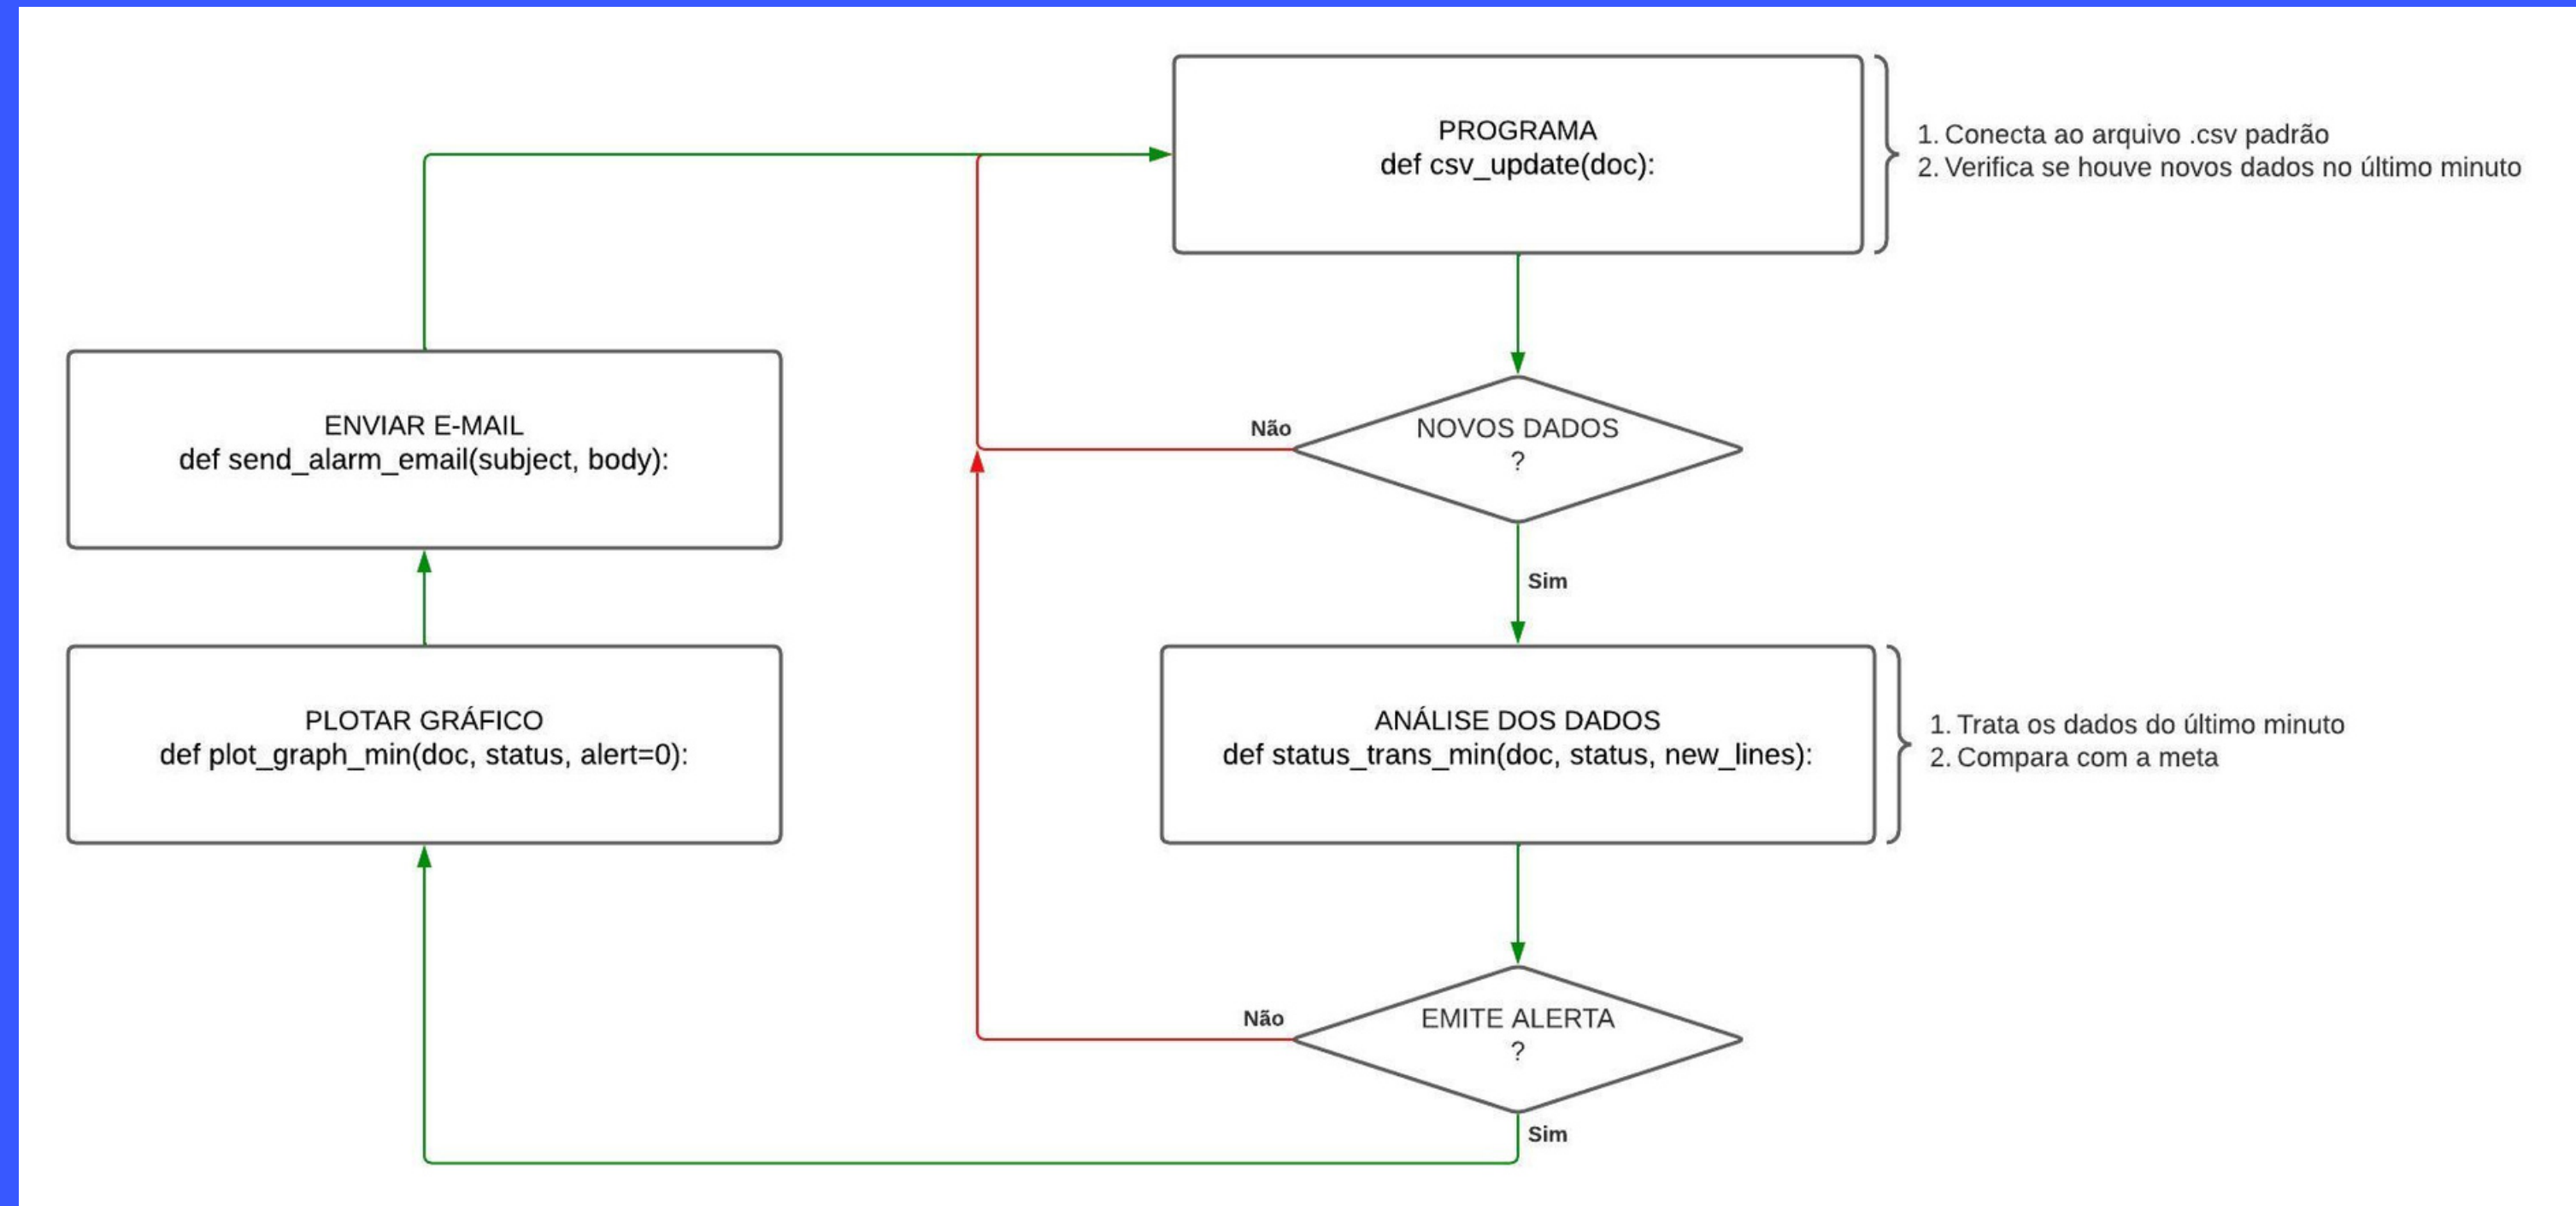 PROGRAMA
def csv_update(doc):
1. Conecta ao arquivo .csv padrão
2. Verifica se houve novos dados no último minuto
NOVOS DADOS
?
Não
Sim
ANÁLISE DOS DADOS
def status_trans_min(doc, status, new_lines):
1. Trata os dados do último minuto
2. Compara com a meta
EMITE ALERTA
?
Não
Sim
PLOTAR GRÁFICO
def plot_graph_min(doc, status, alert=0):
ENVIAR E-MAIL
def send_alarm_email(subject, body):